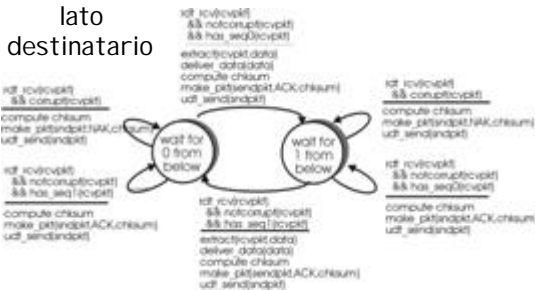 lato
destinatario
rdt_rcv(rcvpkt)
&& notcorrupt(rcvpkt)
&& has_seq0(rcvpkt)
extract(rcvpkt,data)
deliver_data(data)
compute chksum
make_pkt(sendpkt,ACK,chksum)
udt_send(sndpkt)
rdt_rcv(rcvpkt)
&& corrupt(rcvpkt)
compute chksum
make_pkt(sndpkt,NAK,chksum)
udt_send(sndpkt)
rdt_rcv(rcvpkt)
&& notcorrupt(rcvpkt)
&& has_seq1(rcvpkt)
compute chksum
make_pkt(sndpkt,ACK,chksum)
udt_send(sndpkt)
wait for
0 from
below
wait for
1 from
below
rdt_rcv(rcvpkt)
&& corrupt(rcvpkt)
compute chksum
make_pkt(sndpkt,NAK,chksum)
udt_send(sndpkt)
rdt_rcv(rcvpkt)
&& notcorrupt(rcvpkt)
&& has_seq0(rcvpkt)
compute chksum
make_pkt(sndpkt,ACK,chksum)
udt_send(sndpkt)
rdt_rcv(rcvpkt)
&& notcorrupt(rcvpkt)
&& has_seq1(rcvpkt)
extract(rcvpkt,data)
deliver_data(data)
compute chksum
make_pkt(sendpkt,ACK,chksum)
udt_send(sndpkt)